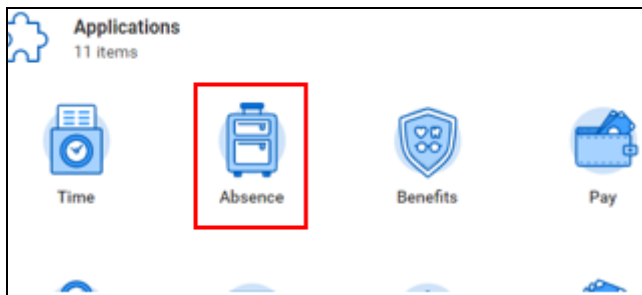 Applications
11 items
Time
Absence
Benefits
Pay